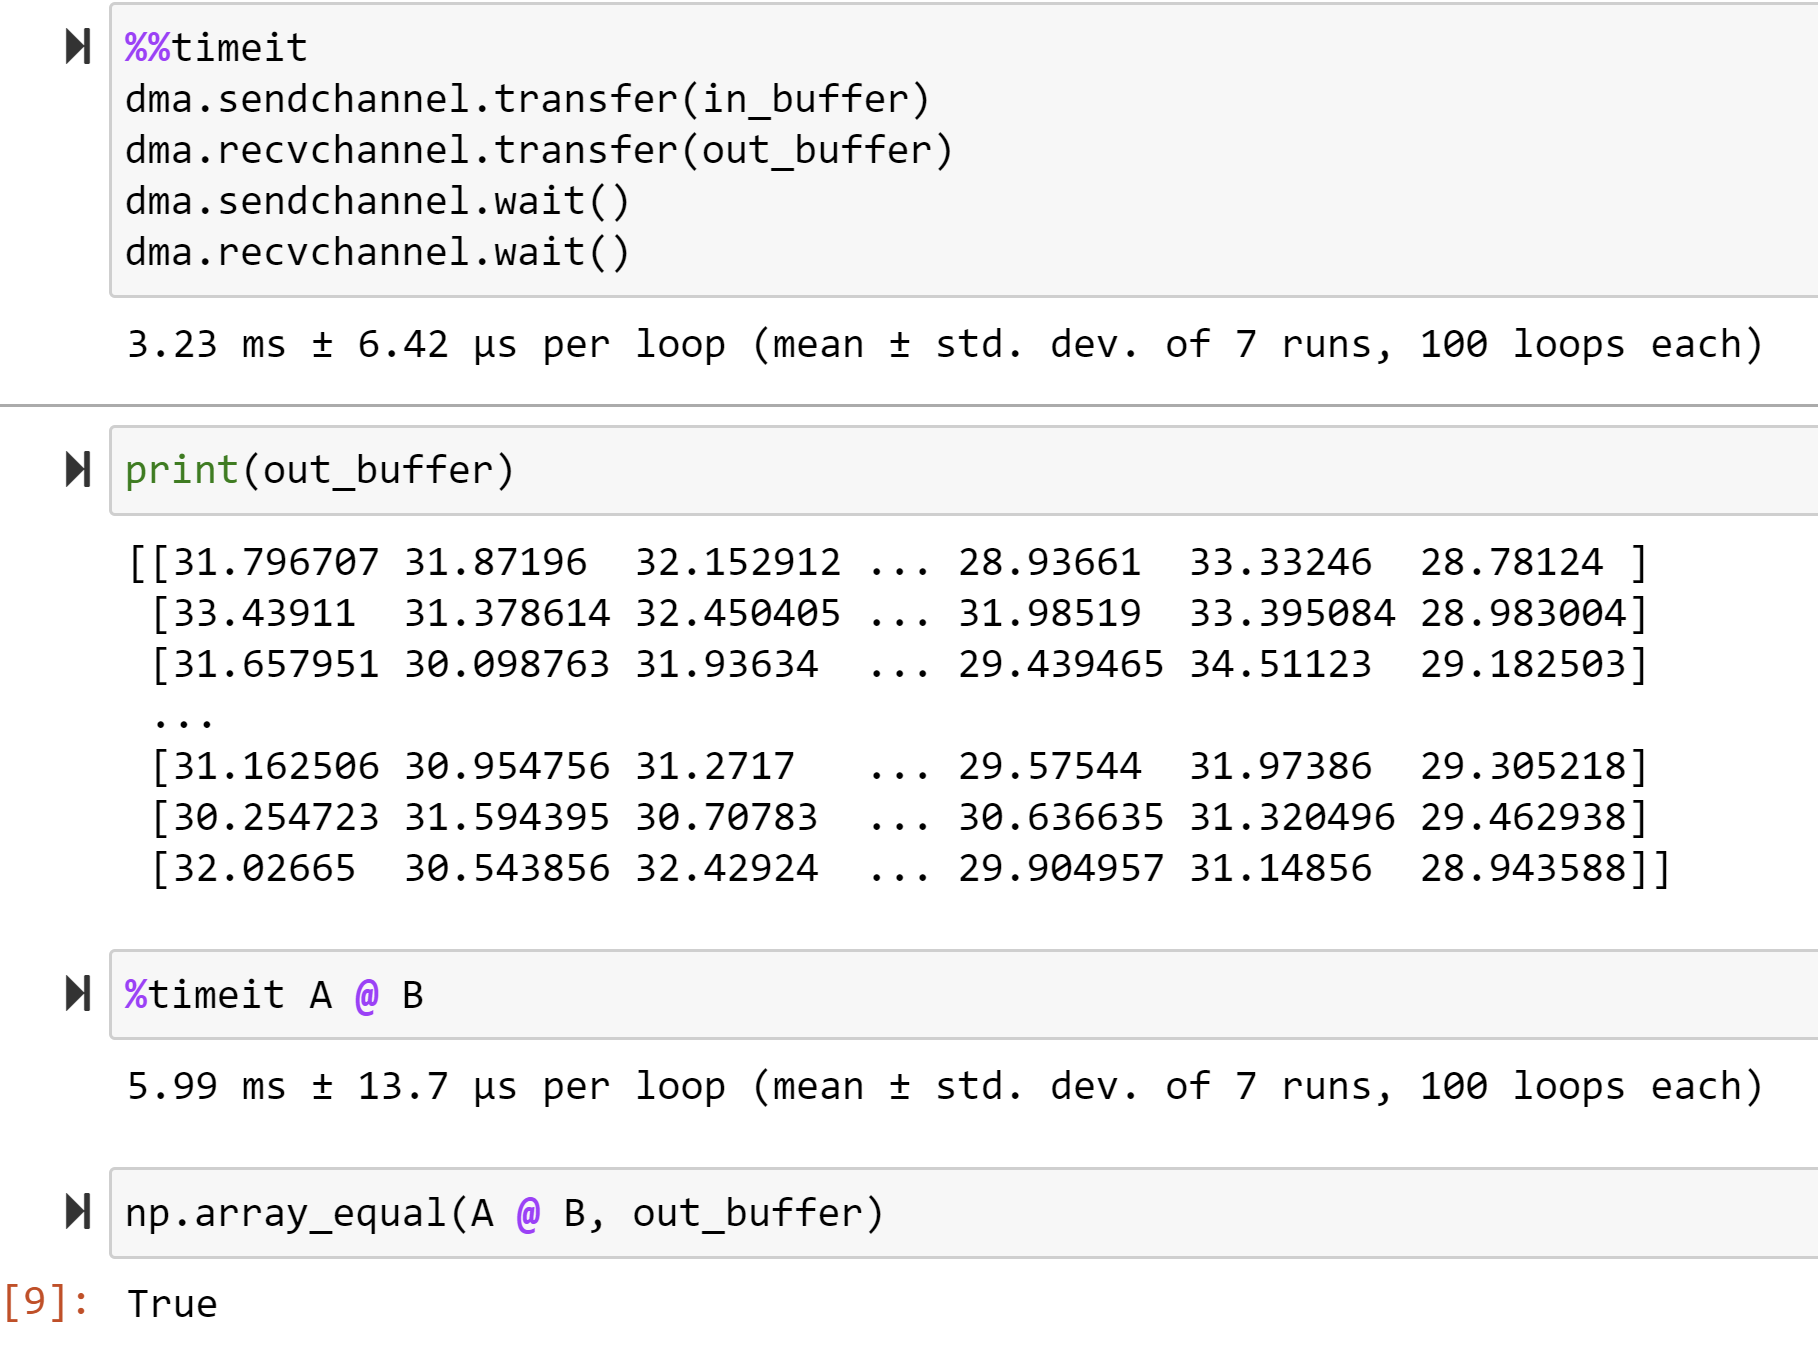 %%timeit
dma.sendchannel.transfer(in_buffer)
dma.recvchannel.transfer(out_buffer)
dma.sendchannel.wait()
dma.recvchannel.wait()
3.23 ms ± 6.42 µs per loop (mean ± std. dev. of 7 runs, 100 loops each)
print(out_buffer)
[[31.796707 31.87196  32.152912 ... 28.93661  33.33246  28.78124 ]
 [33.43911  31.378614 32.450405 ... 31.98519  33.395084 28.983004]
 [31.657951 30.098763 31.93634  ... 29.439465 34.51123  29.182503]
 ...
 [31.162506 30.954756 31.2717   ... 29.57544  31.97386  29.305218]
 [30.254723 31.594395 30.70783  ... 30.636635 31.320496 29.462938]
 [32.02665  30.543856 32.42924  ... 29.904957 31.14856  28.943588]]
%timeit A @ B
5.99 ms ± 13.7 µs per loop (mean ± std. dev. of 7 runs, 100 loops each)
np.array_equal(A @ B, out_buffer)
[9]: True